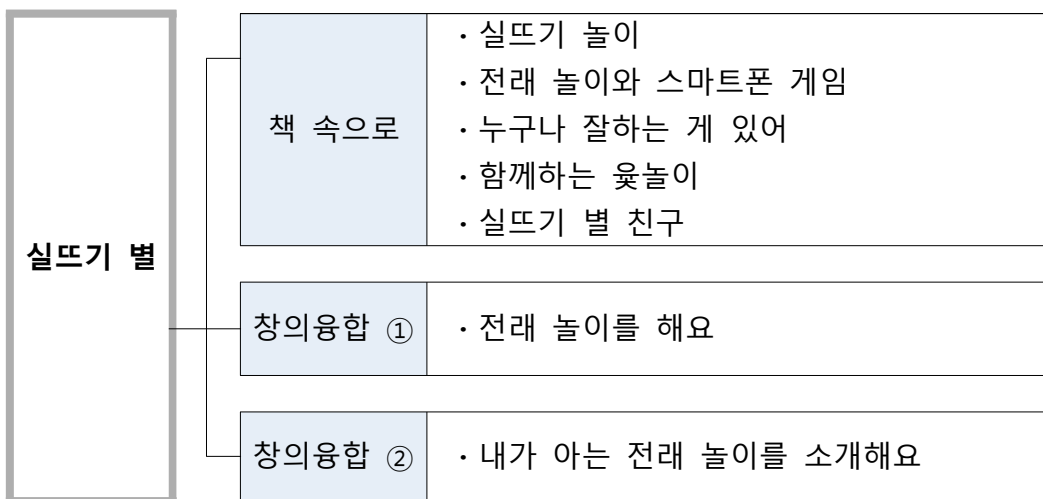 실뜨기 별
책 속으로
· 실뜨기 놀이
· 전래 놀이와 스마트폰 게임
· 누구나 잘하는 게 있어
· 함께하는 윷놀이
· 실뜨기 별 친구
창의융합 ①
· 전래 놀이를 해요
창의융합 ②
· 내가 아는 전래 놀이를 소개해요